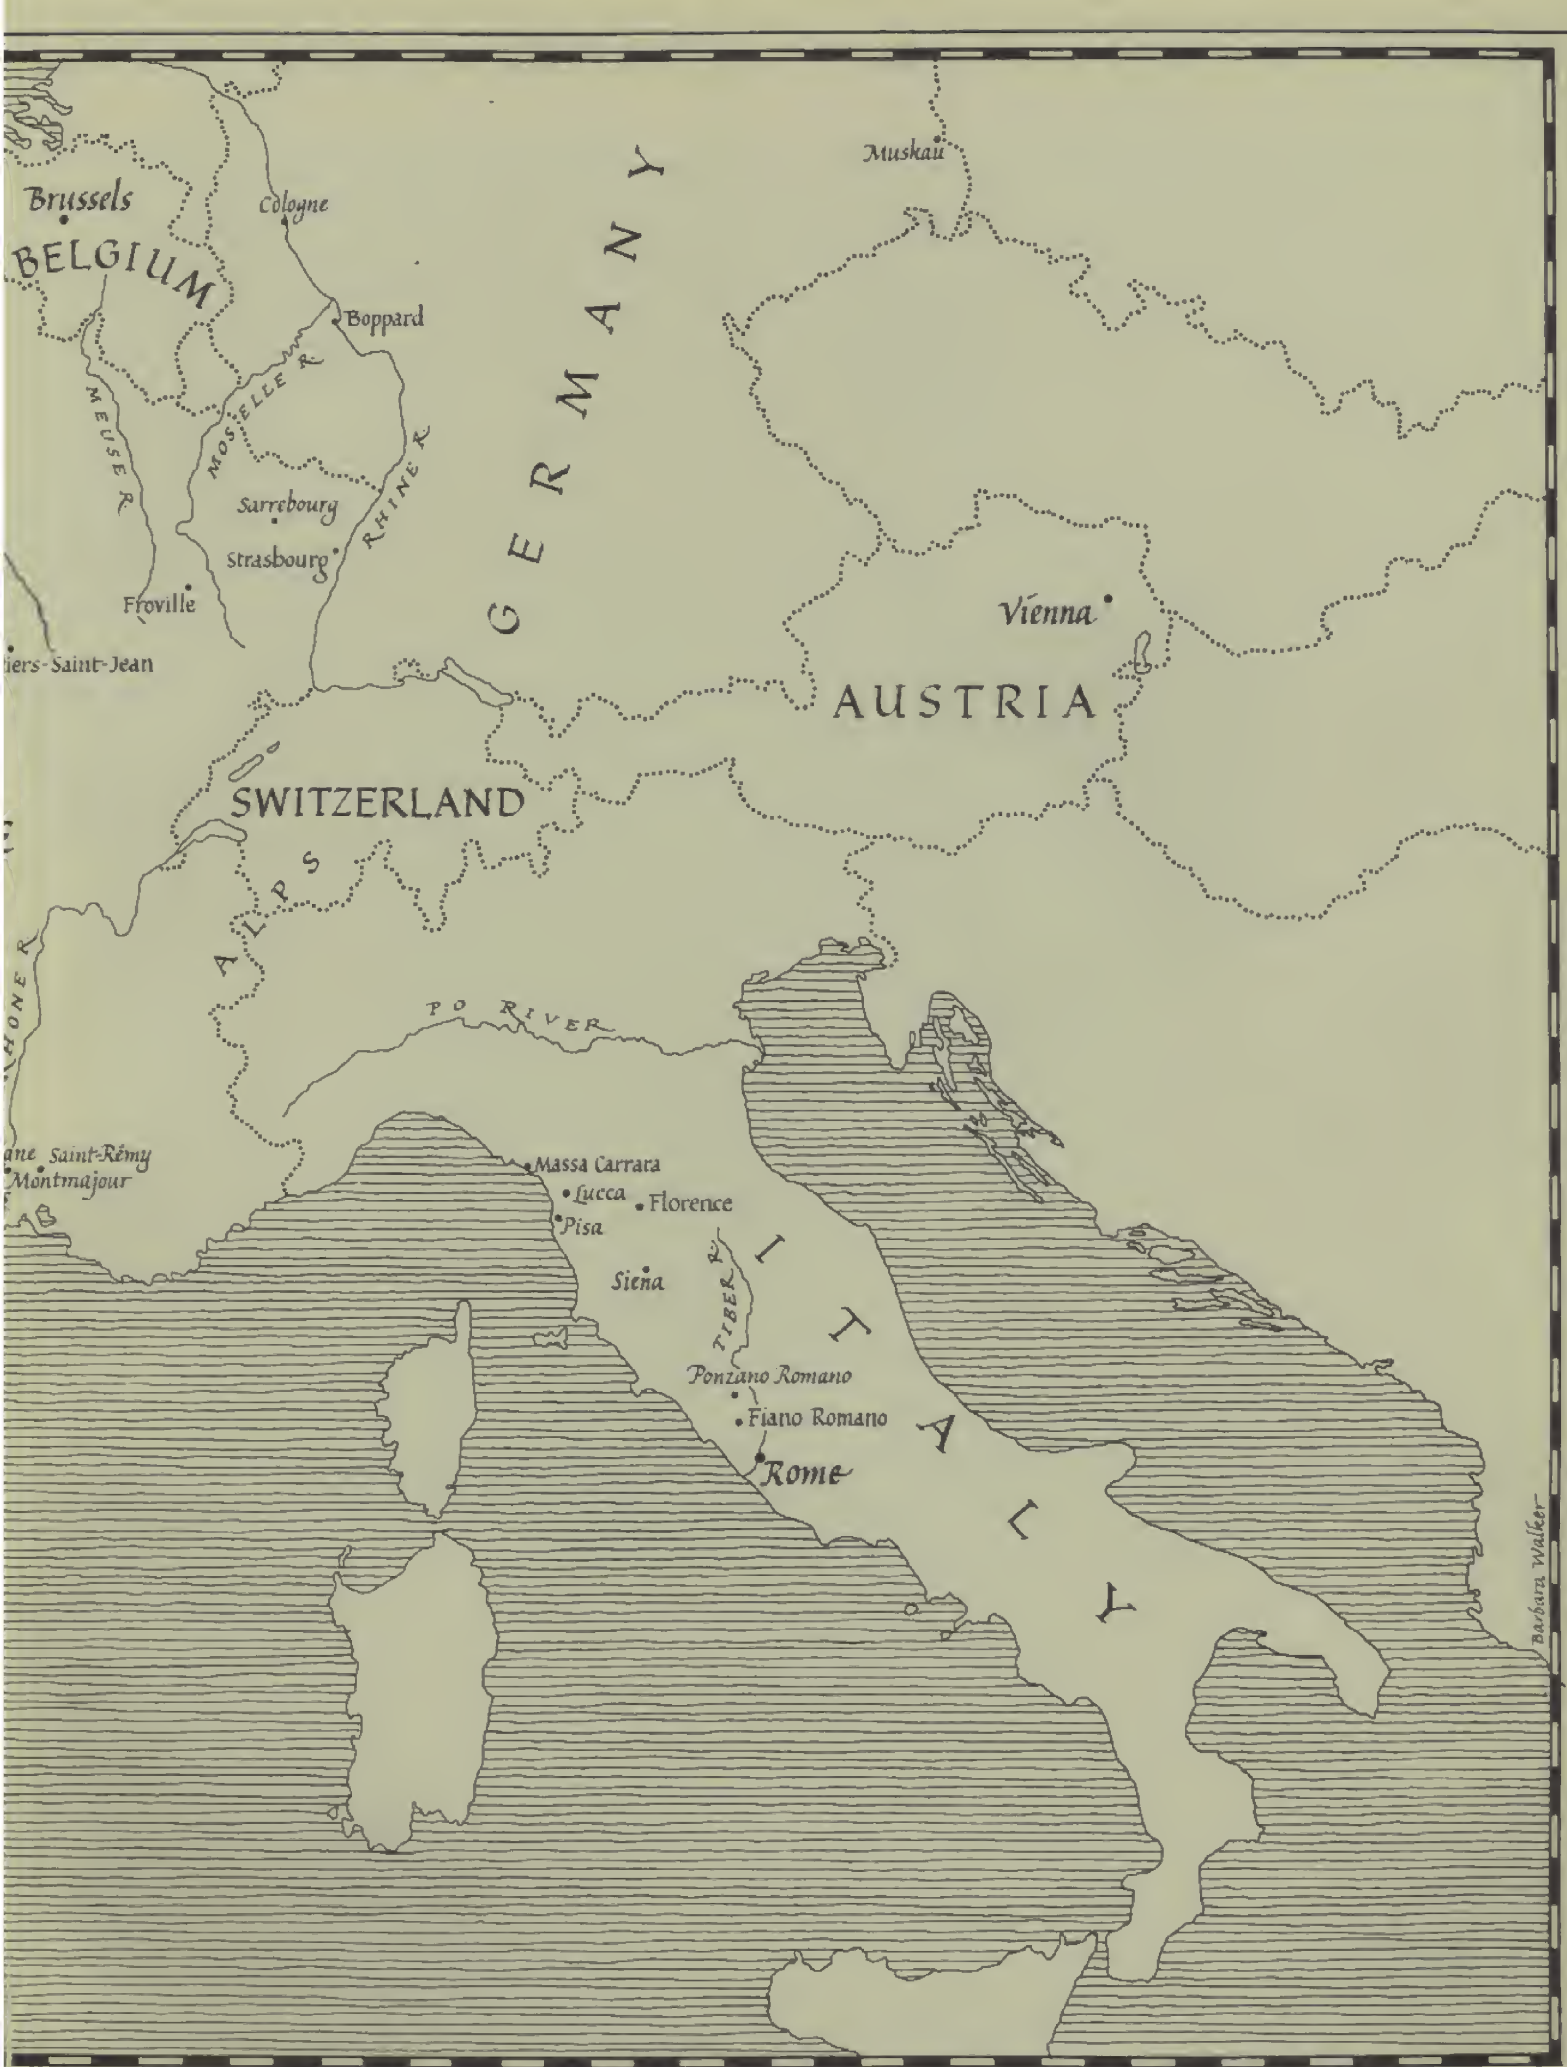 Muskau
Brussels
Cologne
BELGIUM
GERMANY
Boppard
MOSELLE R.
MEUSE R.
RHINE R.
Sarrebourg
Strasbourg
Froville
Vienna
iers-Saint-Jean
AUSTRIA
SWITZERLAND
ALPS
HONE R.
PO RIVER
ane Saint-Rémy
Montmajour
Massa Carrara
Lucca
Florence
Pisa
Siena
TIBER R.
ITALY
Ponzano Romano
Fiano Romano
Rome
Barbara Walker